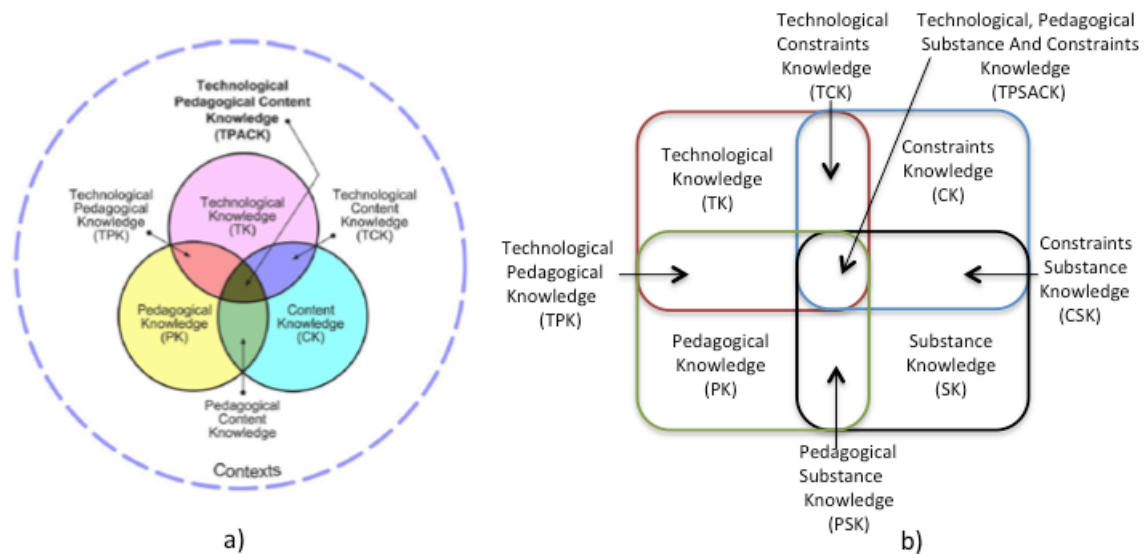 Technological
Pedagogical Content
Knowledge
(TPACK)
Technological
Pedagogical
Knowledge
(TPK)
Technological
Knowledge
(TK)
Technological
Content
Knowledge
(TCK)
Pedagogical
Knowledge
(PK)
Content
Knowledge
(CK)
Pedagogical
Content
Knowledge
Contexts
a)
Technological
Constraints
Knowledge
(TCK)
Technological, Pedagogical
Substance And Constraints
Knowledge
(TPSACK)
Technological
Knowledge
(TK)
Constraints
Knowledge
(CK)
Technological
Pedagogical
Knowledge
(TPK)
Constraints
Substance
Knowledge
(CSK)
Pedagogical
Knowledge
(PK)
Substance
Knowledge
(SK)
Pedagogical
Substance
Knowledge
(PSK)
b)